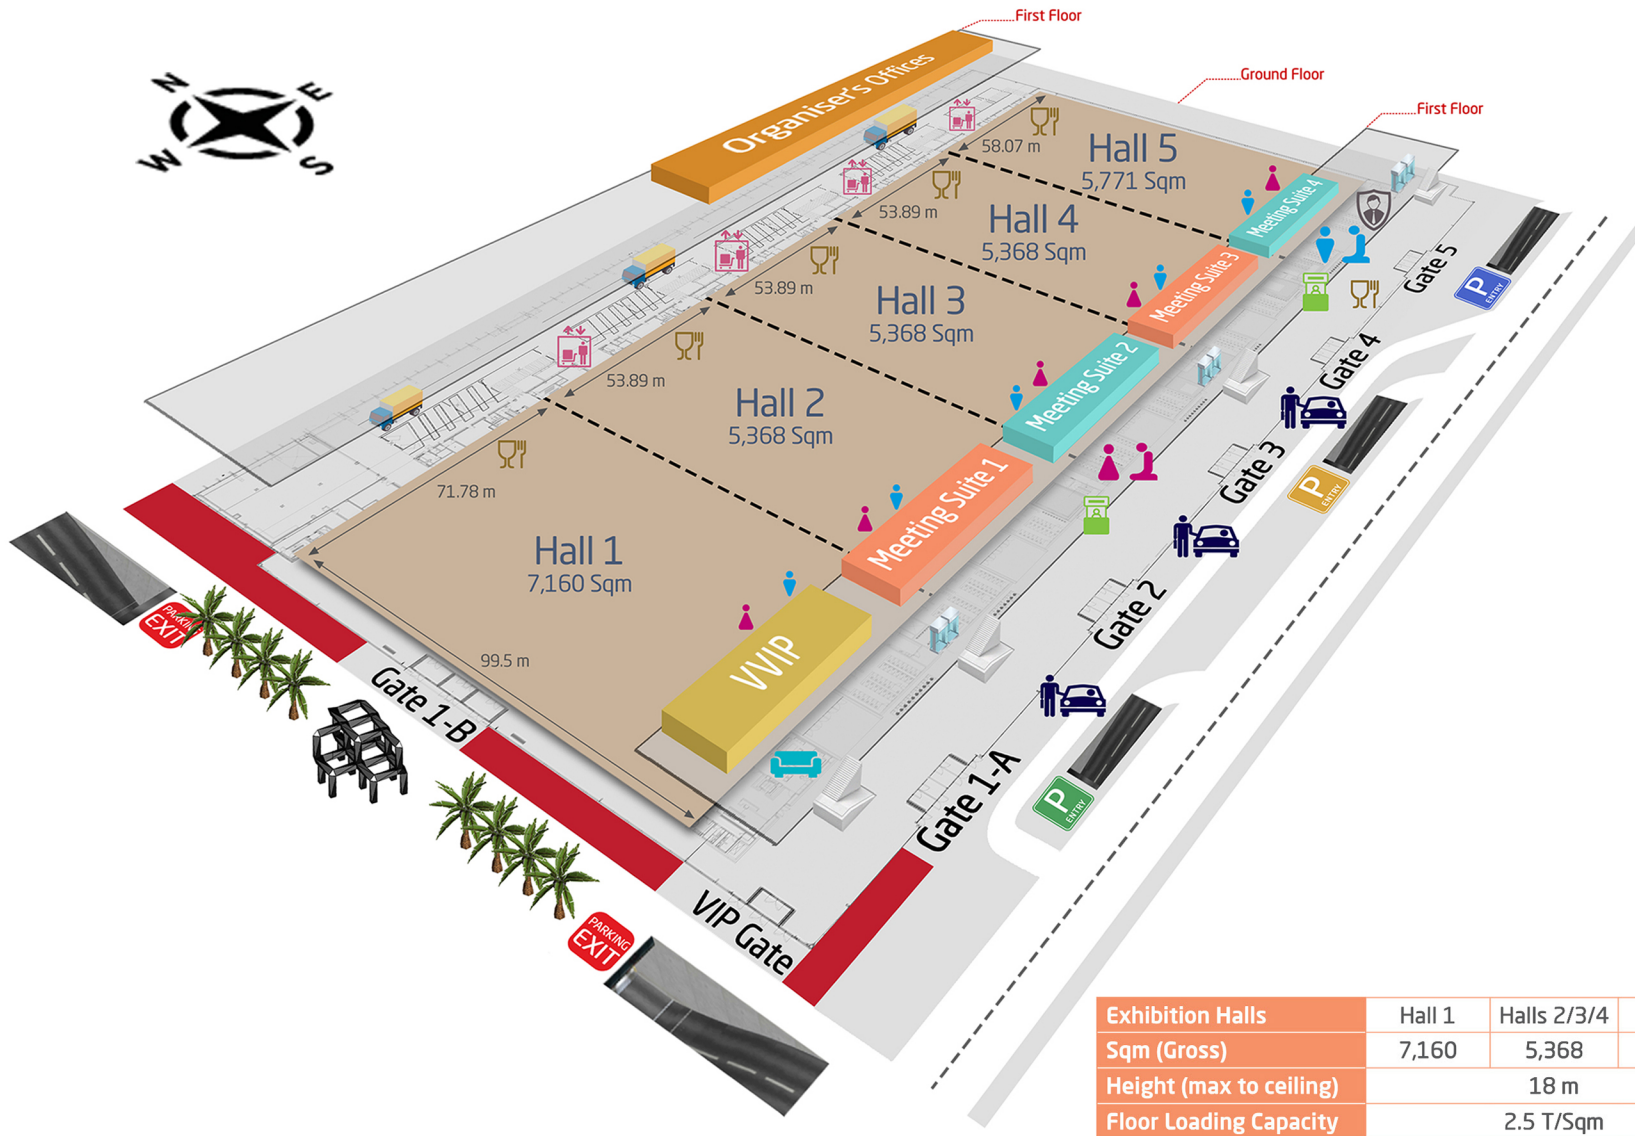 First Floor
Ground Floor
First Floor
N
E
W
S
Organiser's Offices
58.07 m
Hall 5
5,771 Sqm
53.89 m
Hall 4
5,368 Sqm
53.89 m
Hall 3
5,368 Sqm
53.89 m
Hall 2
5,368 Sqm
71.78 m
Hall 1
7,160 Sqm
99.5 m
Meeting Suite 4
Meeting Suite 3
Meeting Suite 2
Meeting Suite 1
VVIP
Gate 5
Gate 4
Gate 3
Gate 2
Gate 1-A
Gate 1-B
VIP Gate
P
ENTRY
P
ENTRY
P
ENTRY
PARKING
EXIT
PARKING
EXIT
Exhibition Halls Hall 1 Halls 2/3/4
Sqm (Gross) 7,160 5,368
Height (max to ceiling) 18 m
Floor Loading Capacity 2.5 T/Sqm